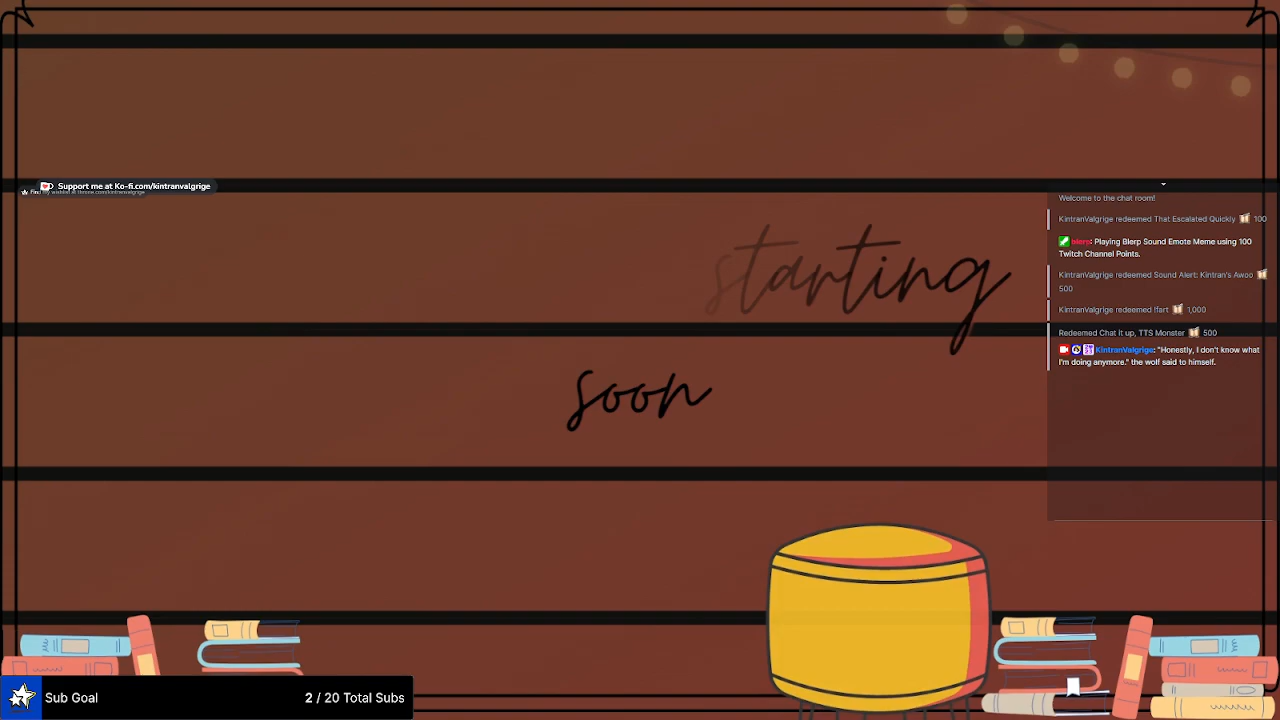 Support me at Ko-fi.com/kintranvalgrige
Welcome to the chat room!
KintranValgrige redeemed That Escalated Quickly 100
blerp: Playing Blerp Sound Emote Meme using 100
Twitch Channel Points.
KintranValgrige redeemed Sound Alert: Kintran's Awoo
500
KintranValgrige redeemed !fart 1,000
Redeemed Chat it up, TTS Monster 500
KintranValgrige: "Honestly, I don't know what
I'm doing anymore." the wolf said to himself.
starting
soon
Sub Goal 2 / 20 Total Subs